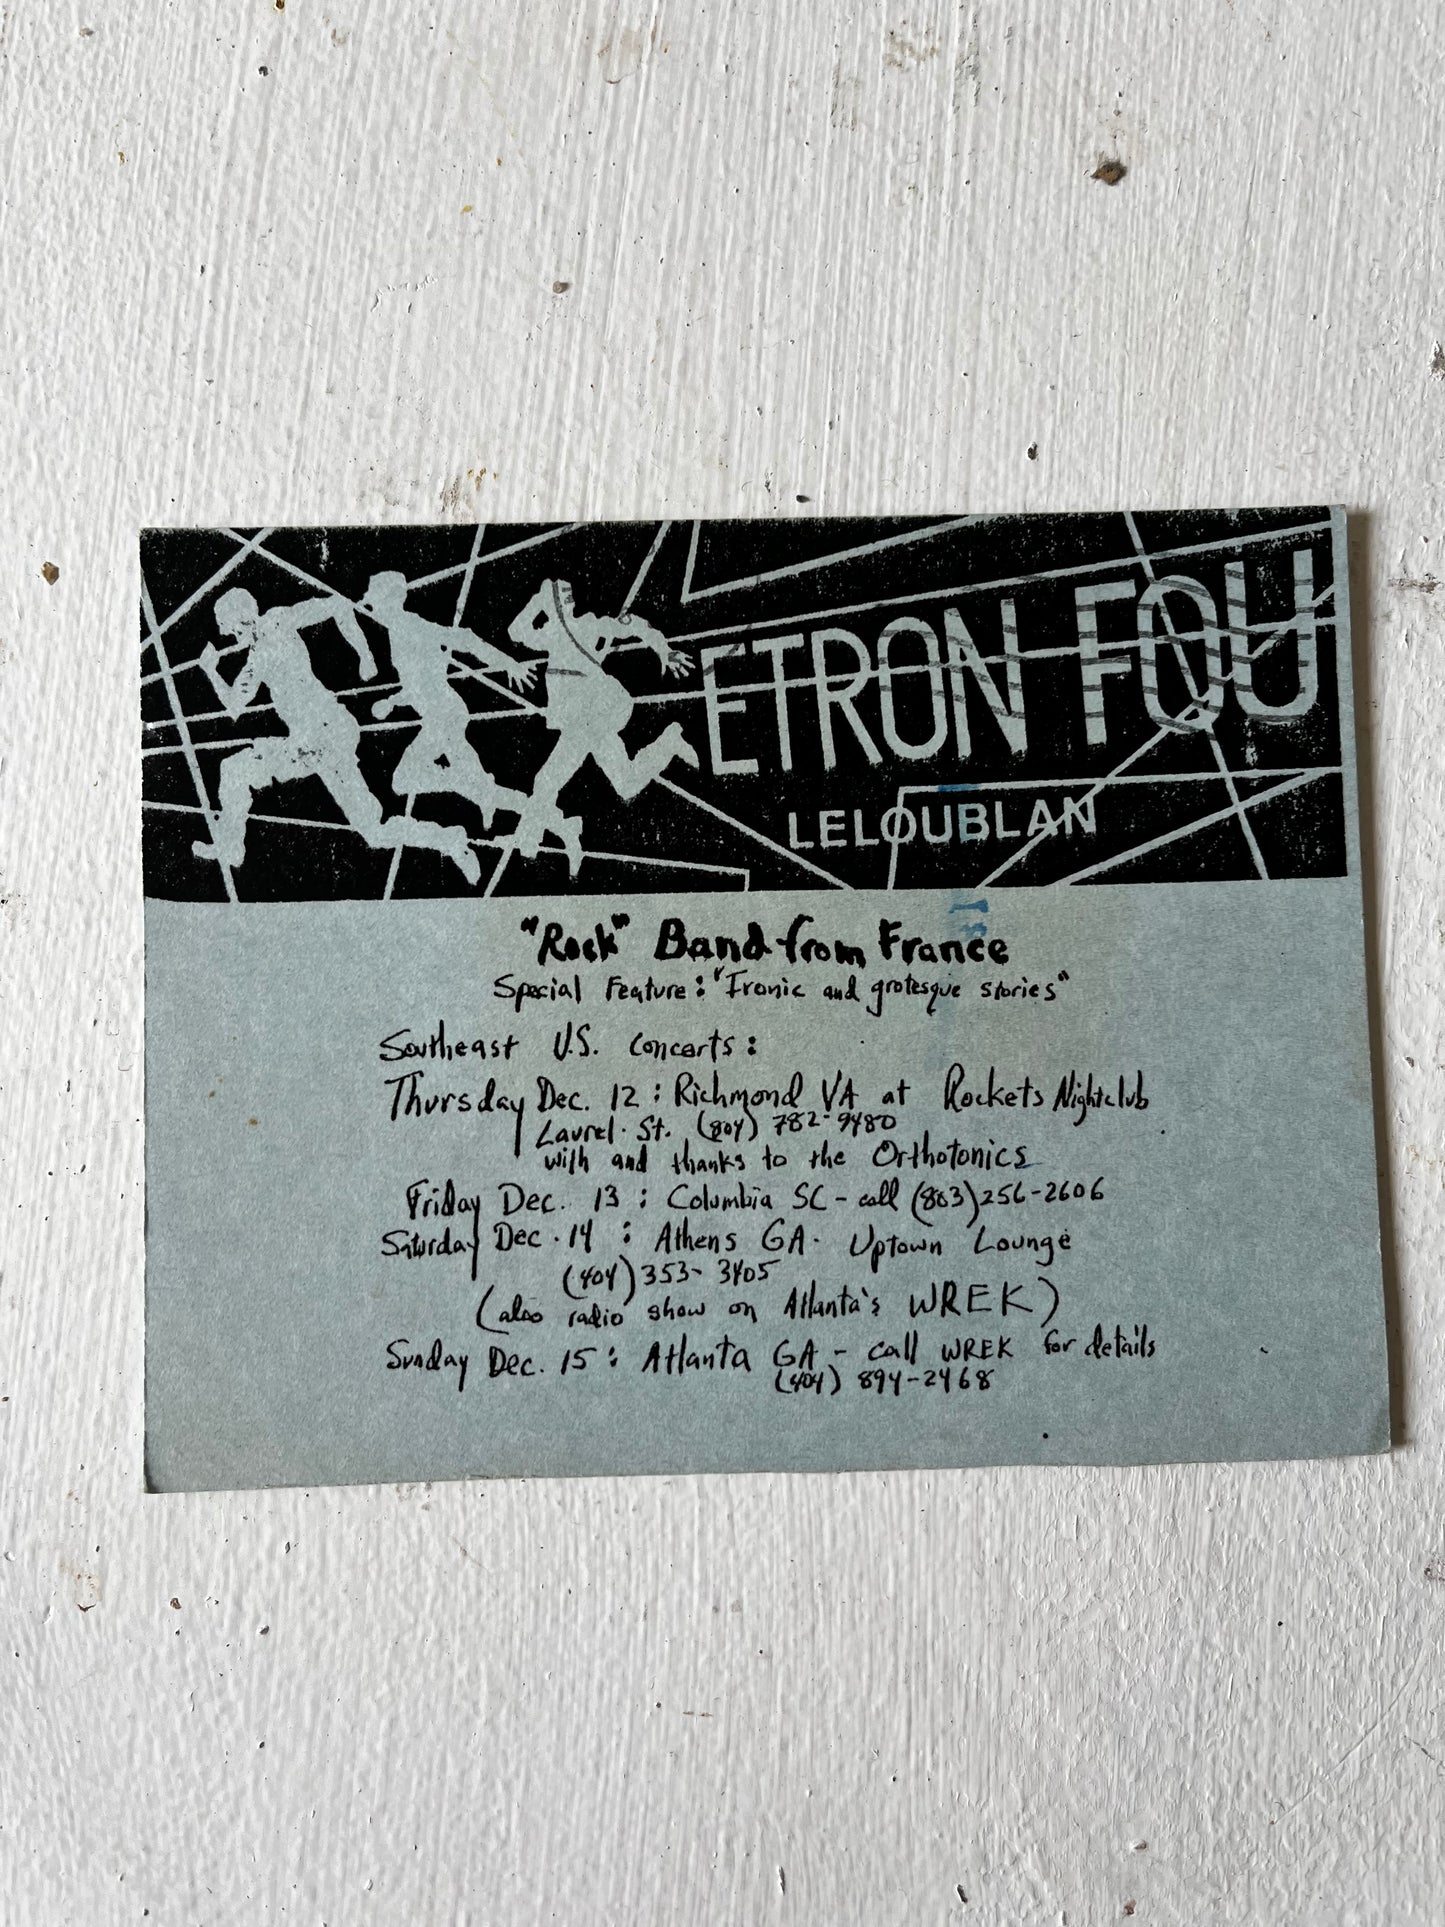 ETRON FOU
LELOUBLAN
"Rock" Band from France
Special Feature: "Ironic and grotesque stories"
Southeast U.S. Concerts:
Thursday Dec. 12: Richmond VA at Rockets Nightclub
Laurel. St. (804) 782-9480
with and thanks to the Orthotonics
Friday Dec. 13: Columbia SC - call (803) 256-2606
Saturday Dec. 14: Athens GA. Uptown Lounge
(404) 353-3405
(also radio show on Atlanta's WREK)
Sunday Dec. 15: Atlanta GA - call WREK for details
(404) 894-2468